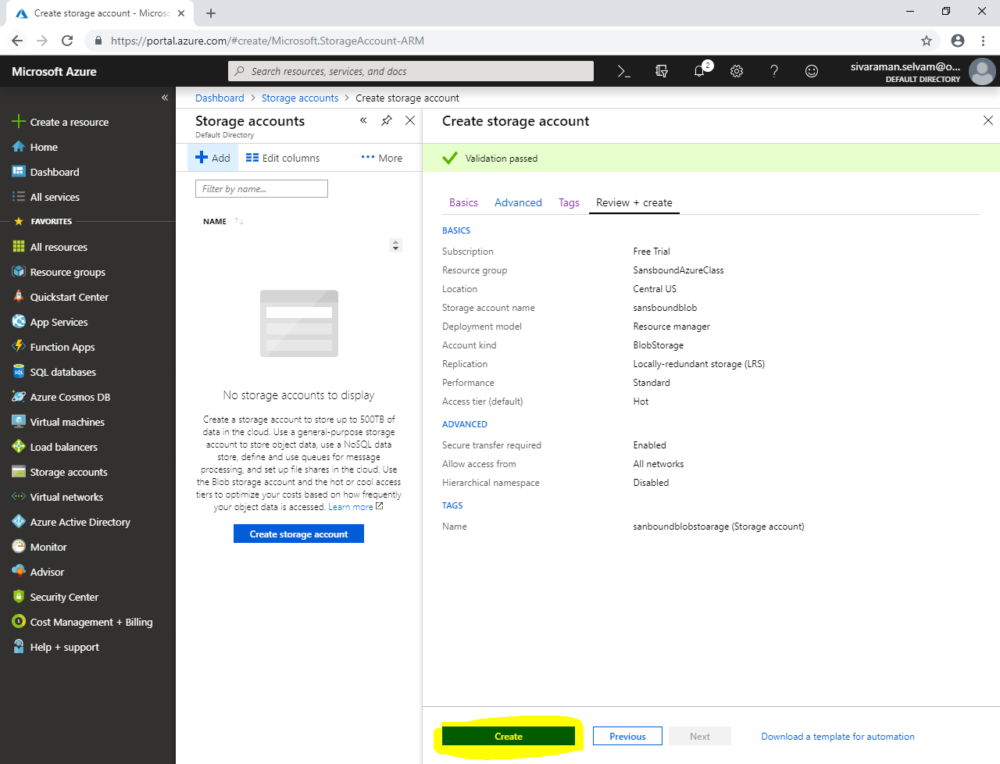 Create storage account - Microso
https://portal.azure.com/#create/Microsoft.StorageAccount-ARM
Microsoft Azure
Search resources, services, and docs
2
sivaraman.selvam@o...
DEFAULT DIRECTORY
Create a resource
Home
Dashboard
All services
FAVORITES
All resources
Resource groups
Quickstart Center
App Services
Function Apps
SQL databases
Azure Cosmos DB
Virtual machines
Load balancers
Storage accounts
Virtual networks
Azure Active Directory
Monitor
Advisor
Security Center
Cost Management + Billing
Help + support
Dashboard > Storage accounts > Create storage account
Storage accounts
Default Directory
Add
Edit columns
More
Filter by name...
NAME
No storage accounts to display
Create a storage account to store up to 500TB of
data in the cloud. Use a general-purpose storage
account to store object data, use a NoSQL data
store, define and use queues for message
processing, and set up file shares in the cloud. Use
the Blob storage account and the hot or cool access
tiers to optimize your costs based on how frequently
your object data is accessed. Learn more
Create storage account
Create storage account
Validation passed
Basics Advanced Tags Review + create
BASICS
Subscription Free Trial
Resource group SansboundAzureClass
Location Central US
Storage account name sansboundblob
Deployment model Resource manager
Account kind BlobStorage
Replication Locally-redundant storage (LRS)
Performance Standard
Access tier (default) Hot
ADVANCED
Secure transfer required Enabled
Allow access from All networks
Hierarchical namespace Disabled
TAGS
Name sanboundblobstoarage (Storage account)
Create
Previous
Next
Download a template for automation